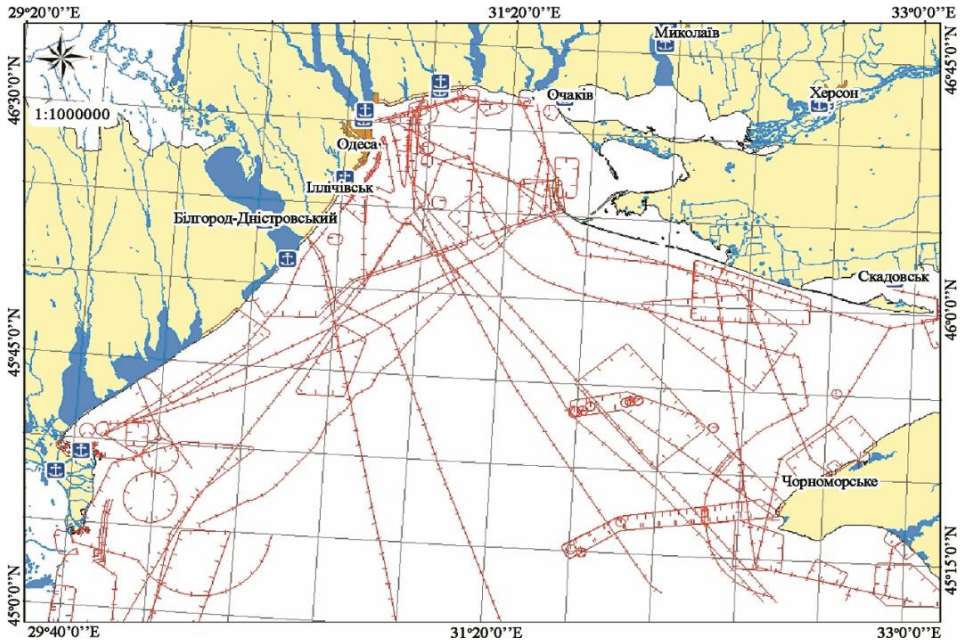 29°20'0''E
31°20'0''E
33°0'0''E
Миколаїв
46°45'0''N
46°30'0''N
1:1000000
Очаків
Херсон
Одеса
Іллічівськ
Білгород-Дністровський
Скадовськ
46°0'0''N
45°45'0''N
Чорноморське
45°15'0''N
45°0'0''N
29°40'0''E
31°20'0''E
33°0'0''E